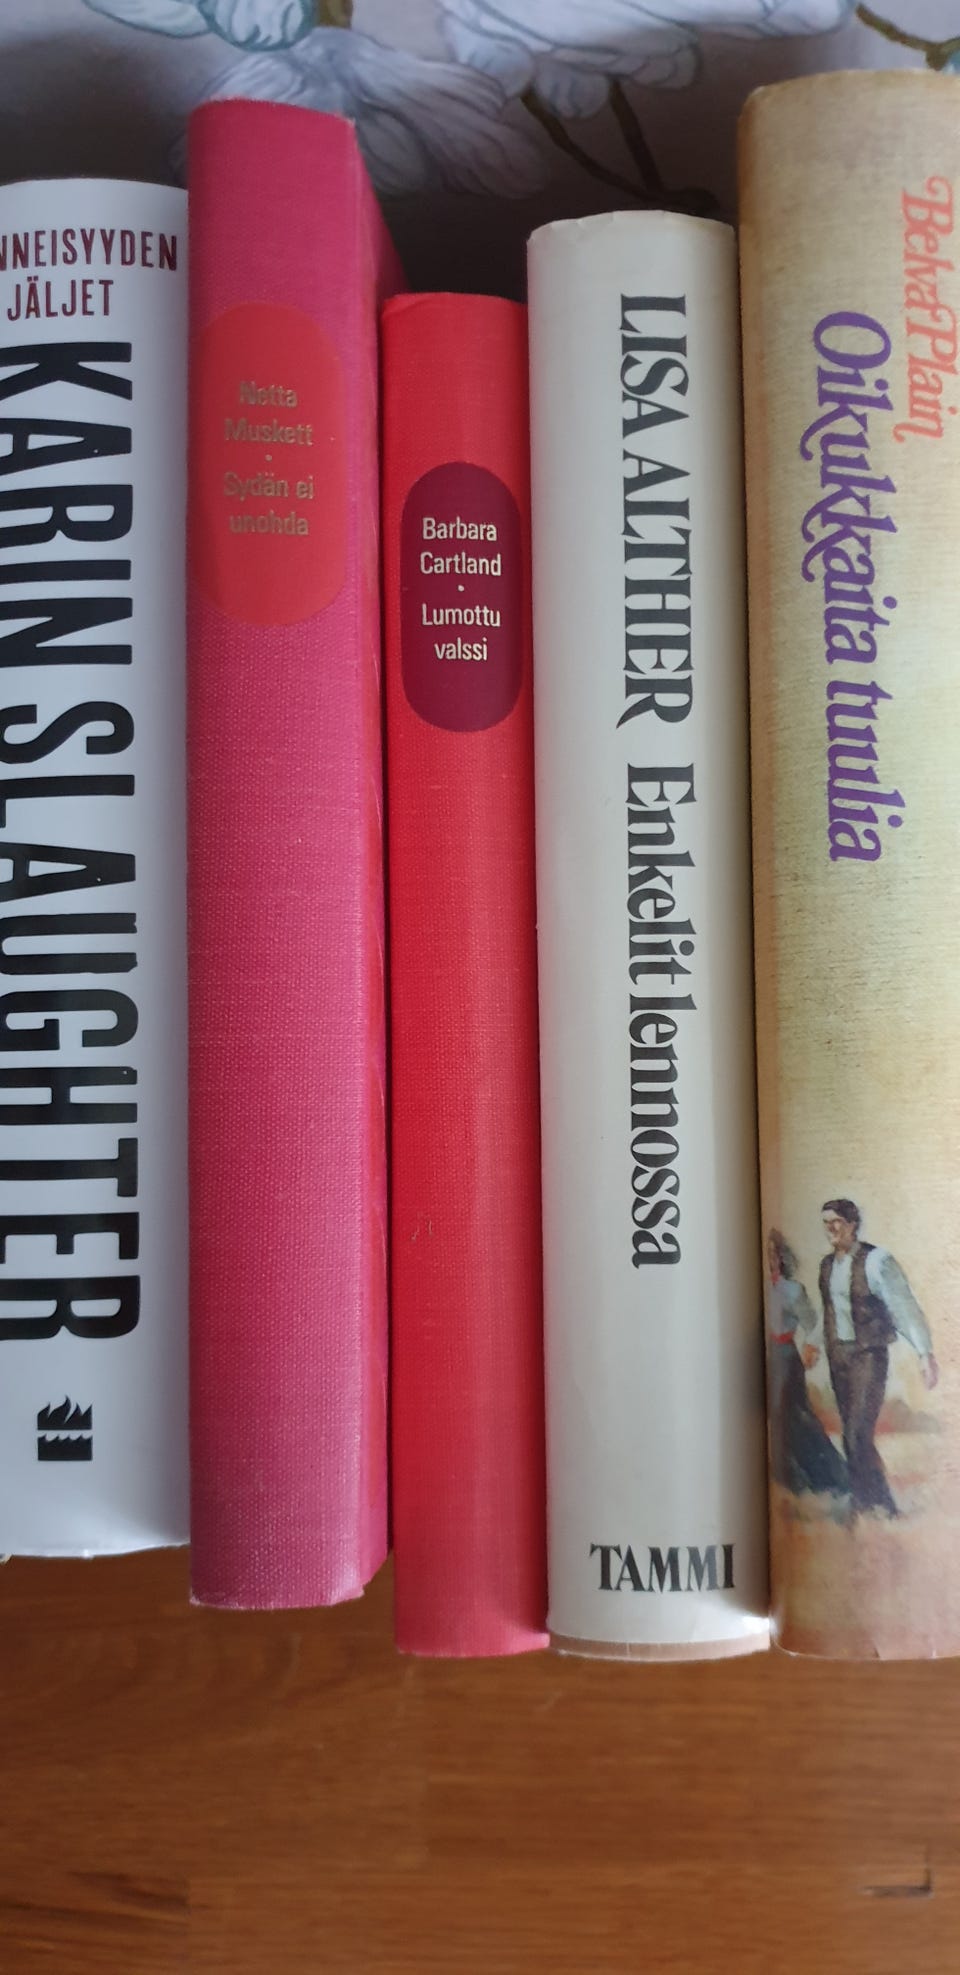 NNEISYYDEN
JÄLJET
KARIN SLAUGHTER
Netta
Muskett
•
Sydän ei
unohda
Barbara
Cartland
•
Lumottu
valssi
LISA ALTHER Enkelit lennossa
TAMMI
Belva Plain
Oikukkaita tuulia